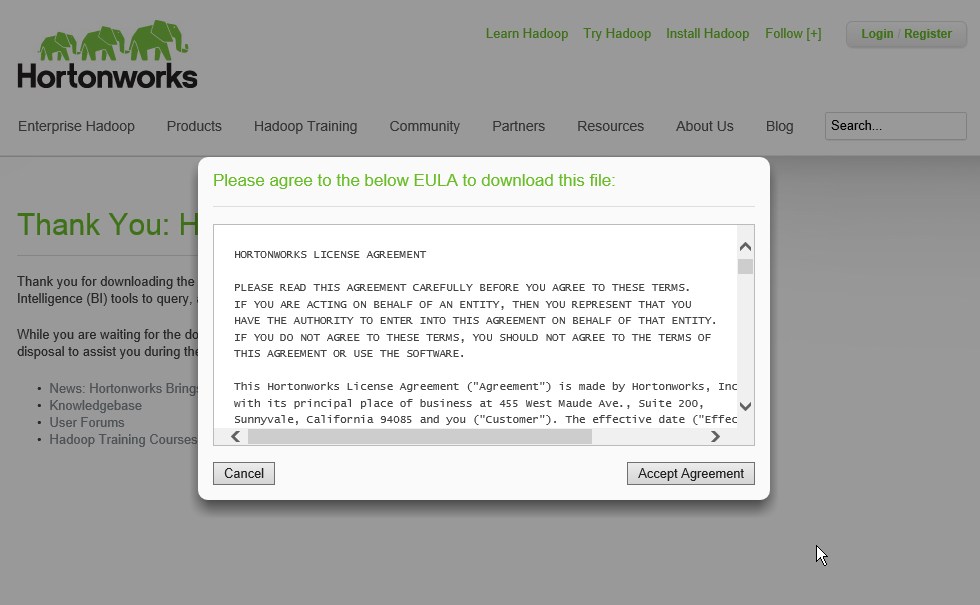 Learn Hadoop Try Hadoop Install Hadoop Follow [+] Login / Register
Hortonworks
Enterprise Hadoop Products Hadoop Training Community Partners Resources About Us Blog Search...
Please agree to the below EULA to download this file:
Thank You: H
HORTONWORKS LICENSE AGREEMENT
Thank you for downloading the
PLEASE READ THIS AGREEMENT CAREFULLY BEFORE YOU AGREE TO THESE TERMS.
Intelligence (BI) tools to query,
IF YOU ARE ACTING ON BEHALF OF AN ENTITY, THEN YOU REPRESENT THAT YOU
HAVE THE AUTHORITY TO ENTER INTO THIS AGREEMENT ON BEHALF OF THAT ENTITY.
While you are waiting for the do
IF YOU DO NOT AGREE TO THESE TERMS, YOU SHOULD NOT AGREE TO THE TERMS OF
disposal to assist you during the
THIS AGREEMENT OR USE THE SOFTWARE.
• News: Hortonworks Brings
This Hortonworks License Agreement ("Agreement") is made by Hortonworks, Inc
• Knowledgebase
with its principal place of business at 455 West Maude Ave., Suite 200,
• User Forums
Sunnyvale, California 94085 and you ("Customer"). The effective date ("Effec
• Hadoop Training Courses
Cancel Accept Agreement